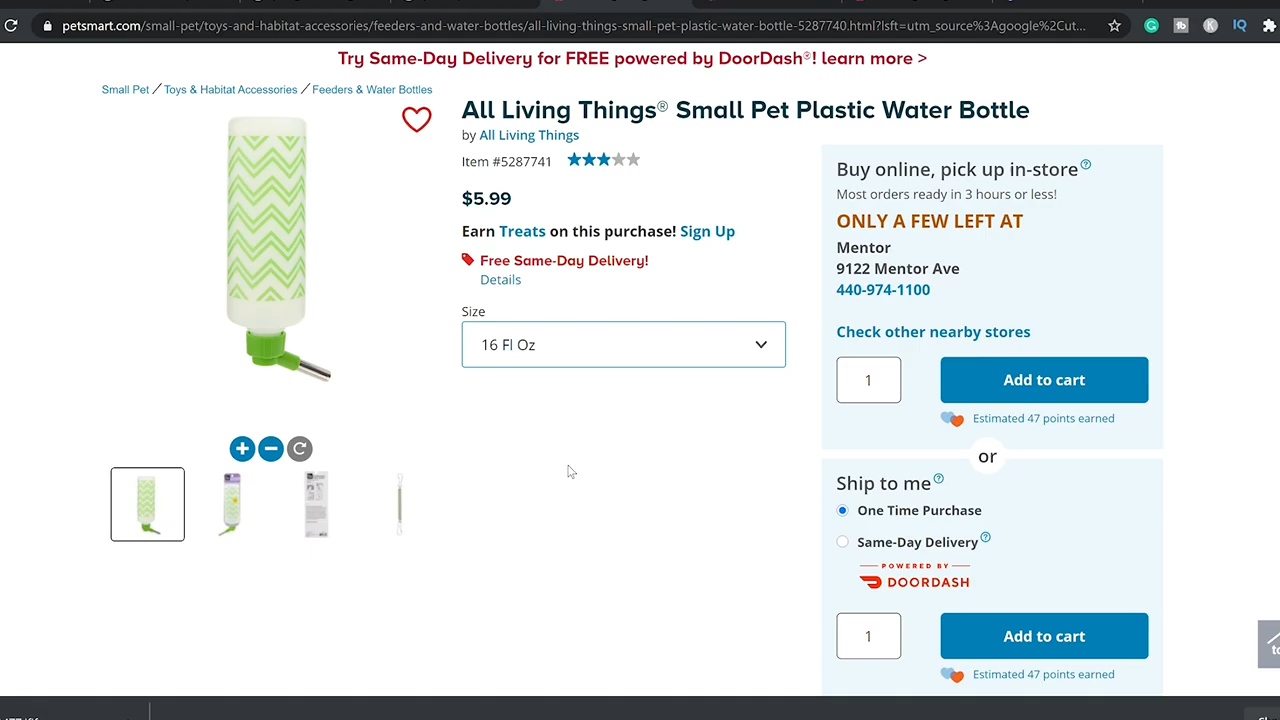 petsmart.com/small-pet/toys-and-habitat-accessories/feeders-and-water-bottles/all-living-things-small-pet-plastic-water-bottle-5287740.html?lsft=utm_source%3Agoogle%2Cut...
Try Same-Day Delivery for FREE powered by DoorDash®! learn more >
Small Pet / Toys & Habitat Accessories / Feeders & Water Bottles
All Living Things® Small Pet Plastic Water Bottle
by All Living Things
Item #5287741
$5.99
Earn Treats on this purchase! Sign Up
Free Same-Day Delivery!
Details
Size
16 Fl Oz
Buy online, pick up in-store
Most orders ready in 3 hours or less!
ONLY A FEW LEFT AT
Mentor
9122 Mentor Ave
440-974-1100
Check other nearby stores
1
Add to cart
Estimated 47 points earned
or
Ship to me
One Time Purchase
Same-Day Delivery
POWERED BY
DOORDASH
1
Add to cart
Estimated 47 points earned